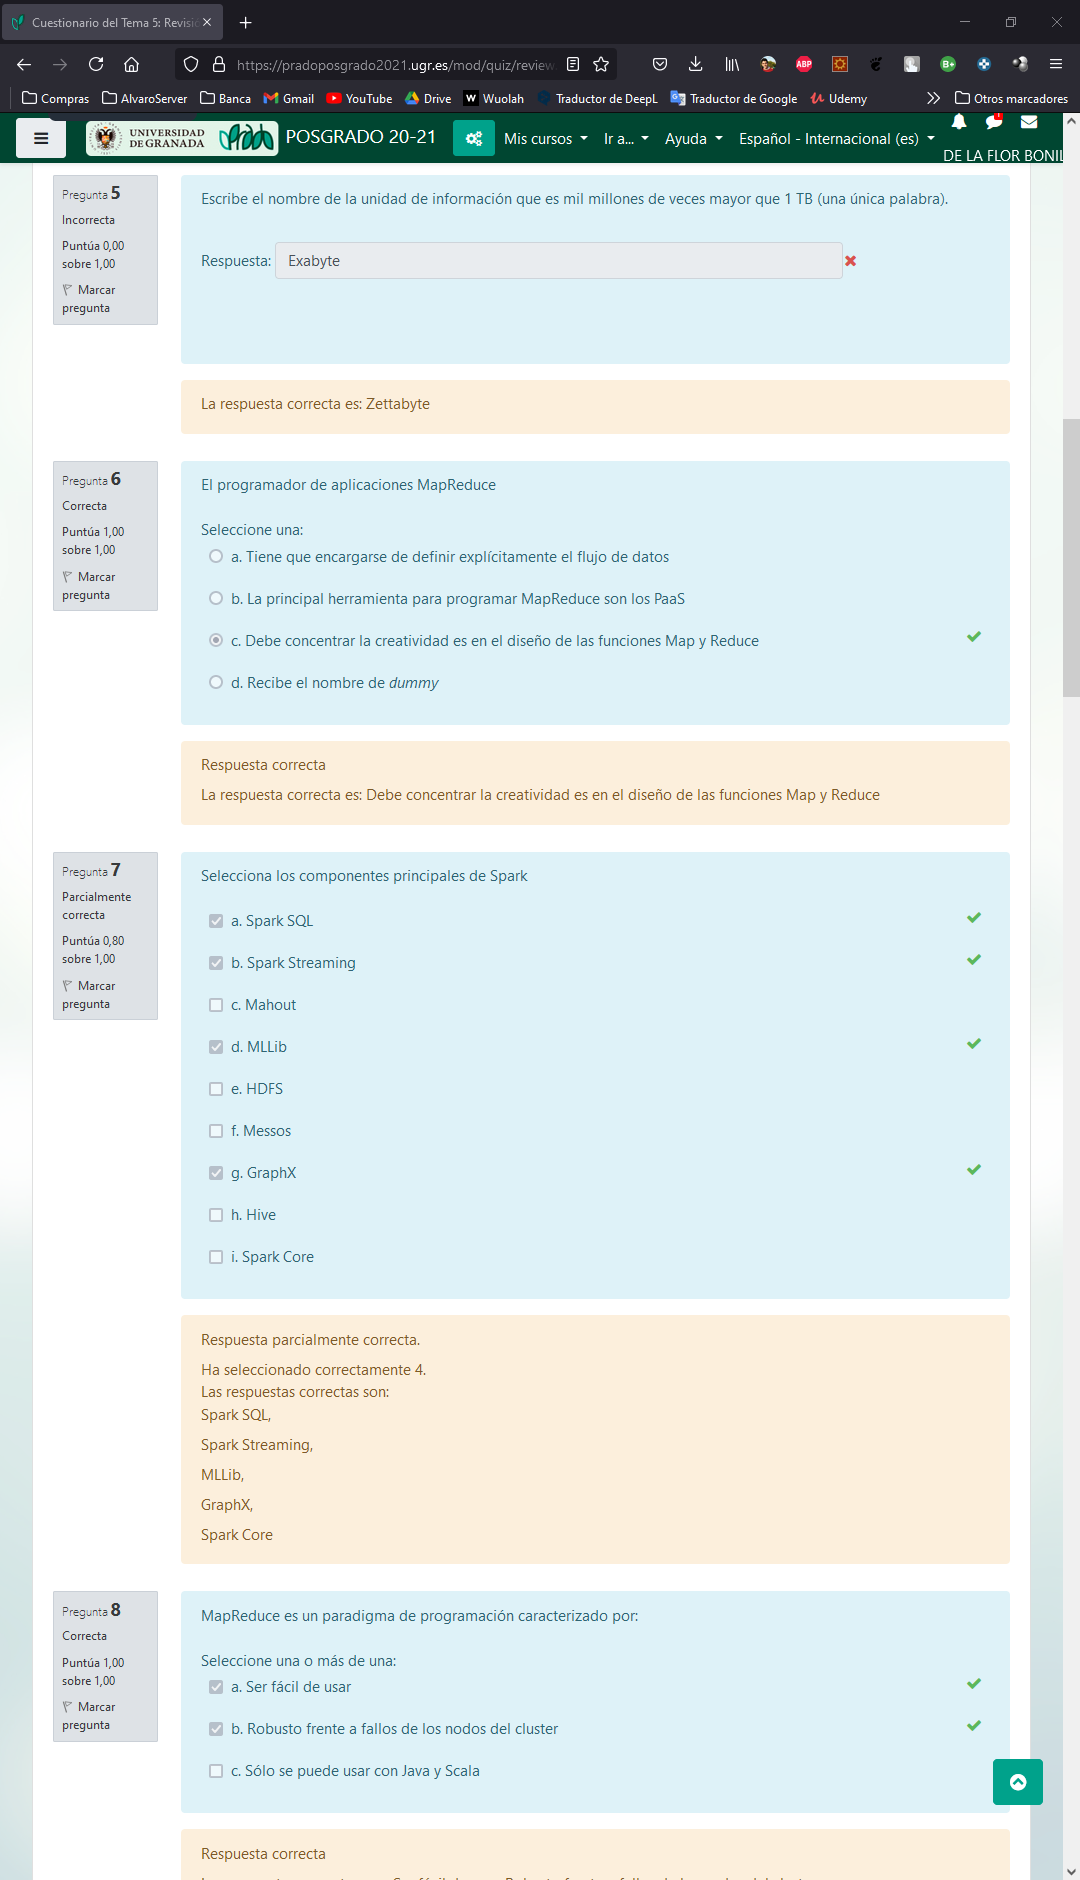 Cuestionario del Tema 5: Revisió
https://pradoposgrado2021.ugr.es/mod/quiz/review.
Compras AlvaroServer Banca Gmail YouTube Drive Wuolah Traductor de DeepL Traductor de Google Udemy Otros marcadores
UNIVERSIDAD
DE GRANADA
POSGRADO 20-21 Mis cursos Ir a... Ayuda Español - Internacional (es)
DE LA FLOR BONIL
Pregunta 5
Incorrecta
Puntúa 0,00
sobre 1,00
Marcar
pregunta
Escribe el nombre de la unidad de información que es mil millones de veces mayor que 1 TB (una única palabra).
Respuesta: Exabyte
La respuesta correcta es: Zettabyte
Pregunta 6
Correcta
Puntúa 1,00
sobre 1,00
Marcar
pregunta
El programador de aplicaciones MapReduce
Seleccione una:
a. Tiene que encargarse de definir explícitamente el flujo de datos
b. La principal herramienta para programar MapReduce son los PaaS
c. Debe concentrar la creatividad es en el diseño de las funciones Map y Reduce
d. Recibe el nombre de dummy
Respuesta correcta
La respuesta correcta es: Debe concentrar la creatividad es en el diseño de las funciones Map y Reduce
Pregunta 7
Parcialmente
correcta
Puntúa 0,80
sobre 1,00
Marcar
pregunta
Selecciona los componentes principales de Spark
a. Spark SQL
b. Spark Streaming
c. Mahout
d. MLLib
e. HDFS
f. Messos
g. GraphX
h. Hive
i. Spark Core
Respuesta parcialmente correcta.
Ha seleccionado correctamente 4.
Las respuestas correctas son:
Spark SQL,
Spark Streaming,
MLLib,
GraphX,
Spark Core
Pregunta 8
Correcta
Puntúa 1,00
sobre 1,00
Marcar
pregunta
MapReduce es un paradigma de programación caracterizado por:
Seleccione una o más de una:
a. Ser fácil de usar
b. Robusto frente a fallos de los nodos del cluster
c. Sólo se puede usar con Java y Scala
Respuesta correcta